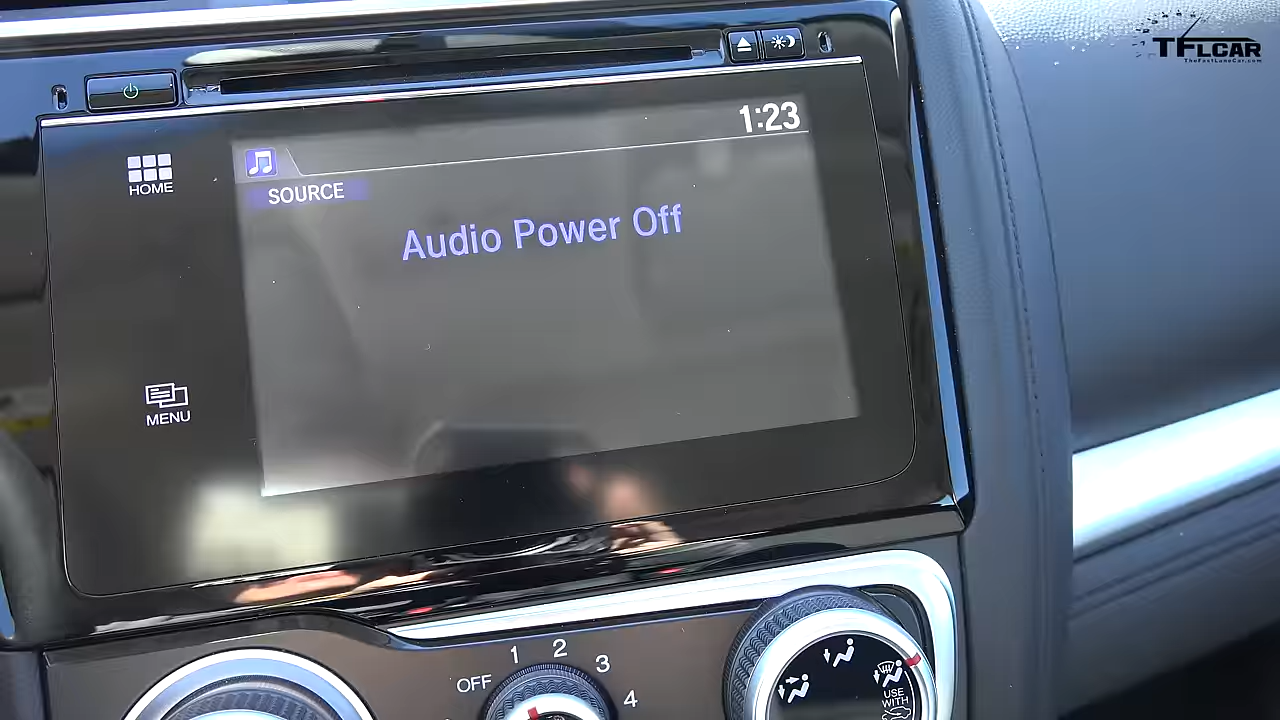 TFLCAR
TheFastLaneCar.com
1:23
HOME
SOURCE
Audio Power Off
MENU
OFF 1 2 3 4
USE
WITH